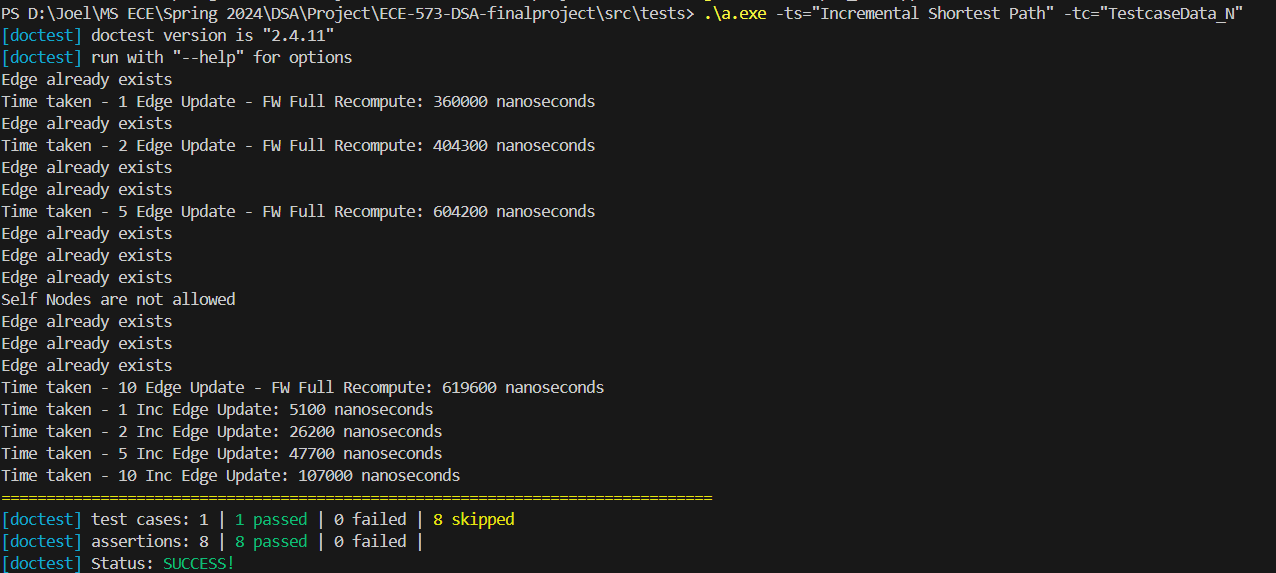 PS D:\Joel\MS ECE\Spring 2024\DSA\Project\ECE-573-DSA-finalproject\src\tests> .\a.exe -ts="Incremental Shortest Path" -tc="TestcaseData_N"
[doctest] doctest version is "2.4.11"
[doctest] run with "--help" for options
Edge already exists
Time taken - 1 Edge Update - FW Full Recompute: 360000 nanoseconds
Edge already exists
Time taken - 2 Edge Update - FW Full Recompute: 404300 nanoseconds
Edge already exists
Edge already exists
Time taken - 5 Edge Update - FW Full Recompute: 604200 nanoseconds
Edge already exists
Edge already exists
Edge already exists
Self Nodes are not allowed
Edge already exists
Edge already exists
Edge already exists
Time taken - 10 Edge Update - FW Full Recompute: 619600 nanoseconds
Time taken - 1 Inc Edge Update: 5100 nanoseconds
Time taken - 2 Inc Edge Update: 26200 nanoseconds
Time taken - 5 Inc Edge Update: 47700 nanoseconds
Time taken - 10 Inc Edge Update: 107000 nanoseconds
===============================================================================
[doctest] test cases: 1 | 1 passed | 0 failed | 8 skipped
[doctest] assertions: 8 | 8 passed | 0 failed |
[doctest] Status: SUCCESS!